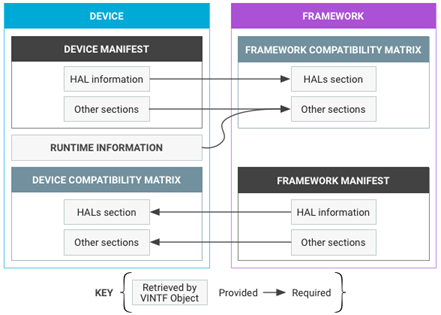 DEVICE
DEVICE MANIFEST
HAL information
Other sections
RUNTIME INFORMATION
DEVICE COMPATIBILITY MATRIX
HALs section
Other sections
FRAMEWORK
FRAMEWORK COMPATIBILITY MATRIX
HALs section
Other sections
FRAMEWORK MANIFEST
HAL information
Other sections
KEY
Retrieved by
VINTF Object
Provided
Required